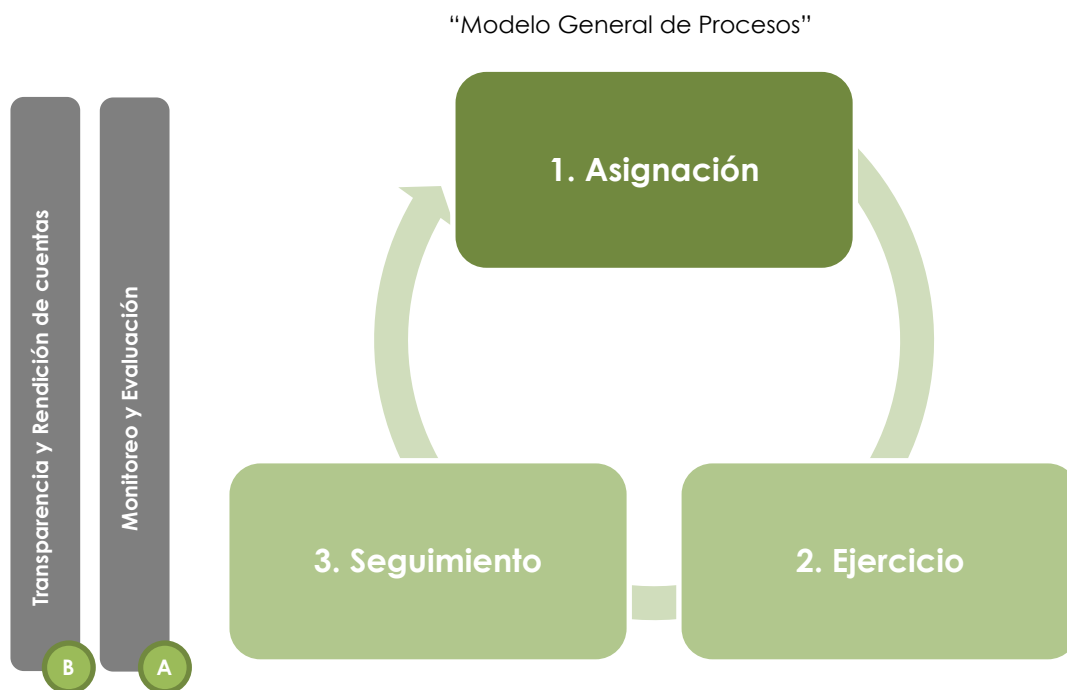 “Modelo General de Procesos”
1. Asignación
Transparencia y Rendición de cuentas
Monitoreo y Evaluación
3. Seguimiento
2. Ejercicio
B
A